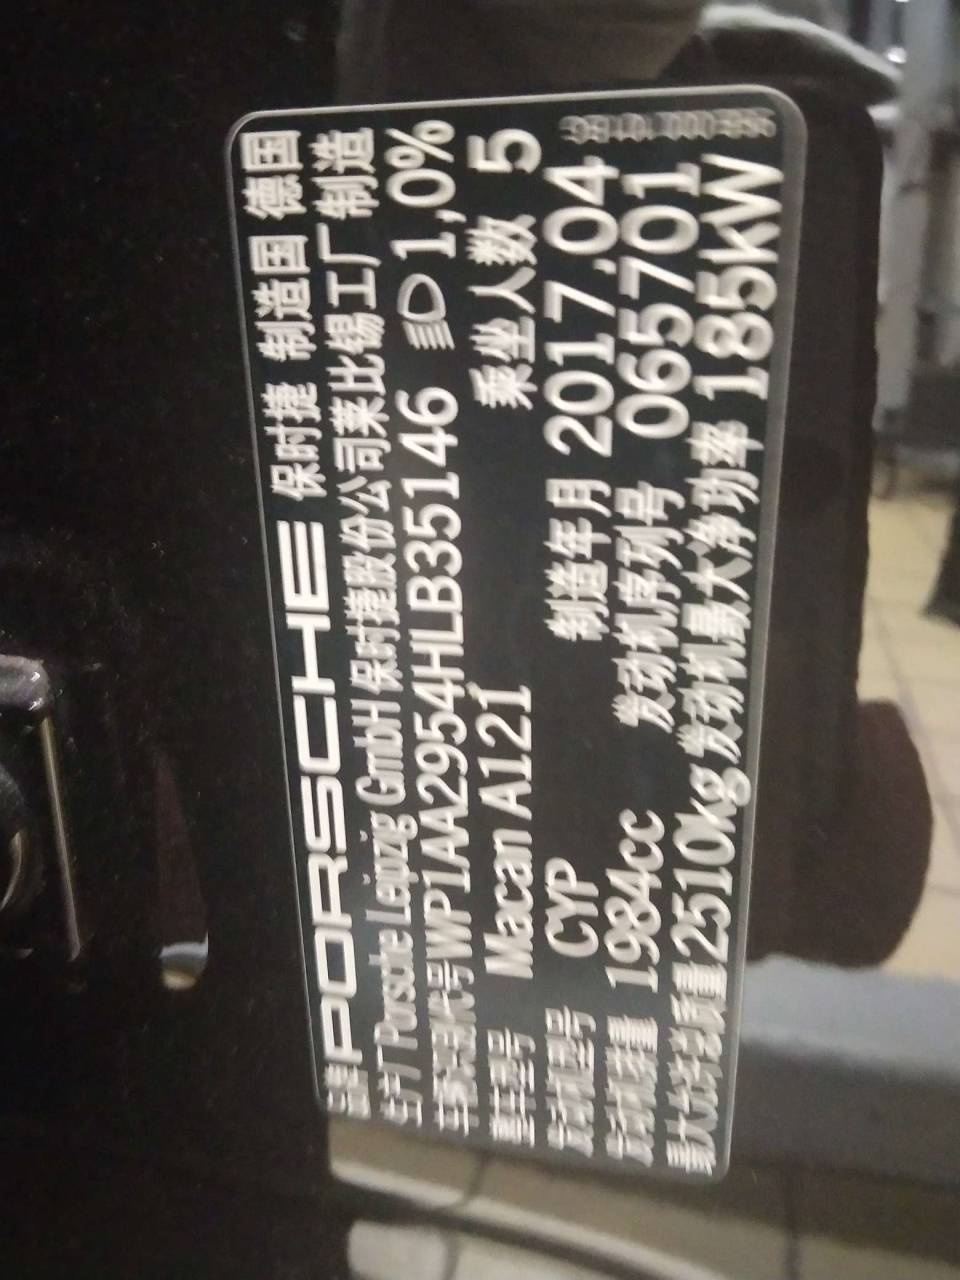 品牌 PORSCHE 保时捷 制造国 德国
生产厂 Porsche Leipzig GmbH 保时捷股份公司莱比锡工厂制造
车辆识别代号 WP1AA2954HLB35146 1,0%
整车型号 Macan A121 乘坐人数 5
发动机型号 CYP 制造年月 2017.04
发动机排量 1984cc 发动机序列号 065701
最大允许总质量 2510kg 发动机最大净功率 185kW